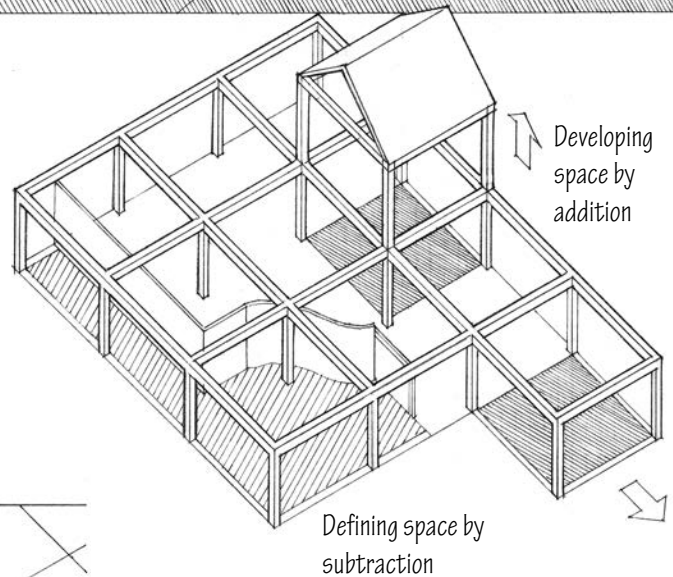 Developing
space by
addition
Defining space by
subtraction